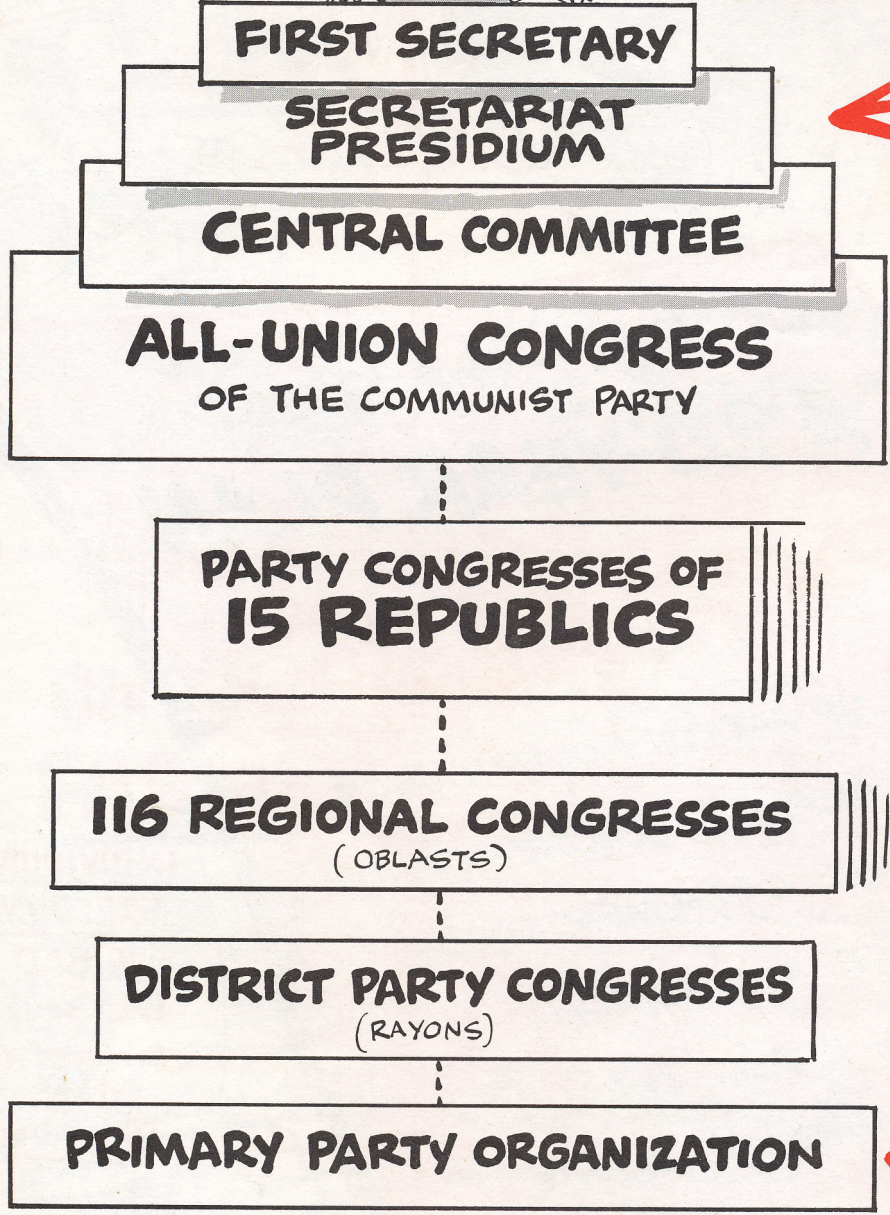 FIRST SECRETARY
SECRETARIAT
PRESIDIUM
CENTRAL COMMITTEE
ALL-UNION CONGRESS
OF THE COMMUNIST PARTY
PARTY CONGRESSES OF
15 REPUBLICS
116 REGIONAL CONGRESSES
(OBLASTS)
DISTRICT PARTY CONGRESSES
(RAYONS)
PRIMARY PARTY ORGANIZATION